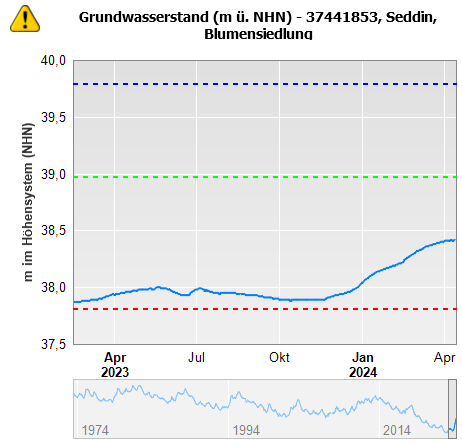 Grundwasserstand (m ü. NHN) - 37441853, Seddin,
Blumensiedlung
m im Höhensystem (NHN)
40,0
39,5
39,0
38,5
38,0
37,5
Apr Jul Okt Jan Apr
2023 2024
1974 1994 2014